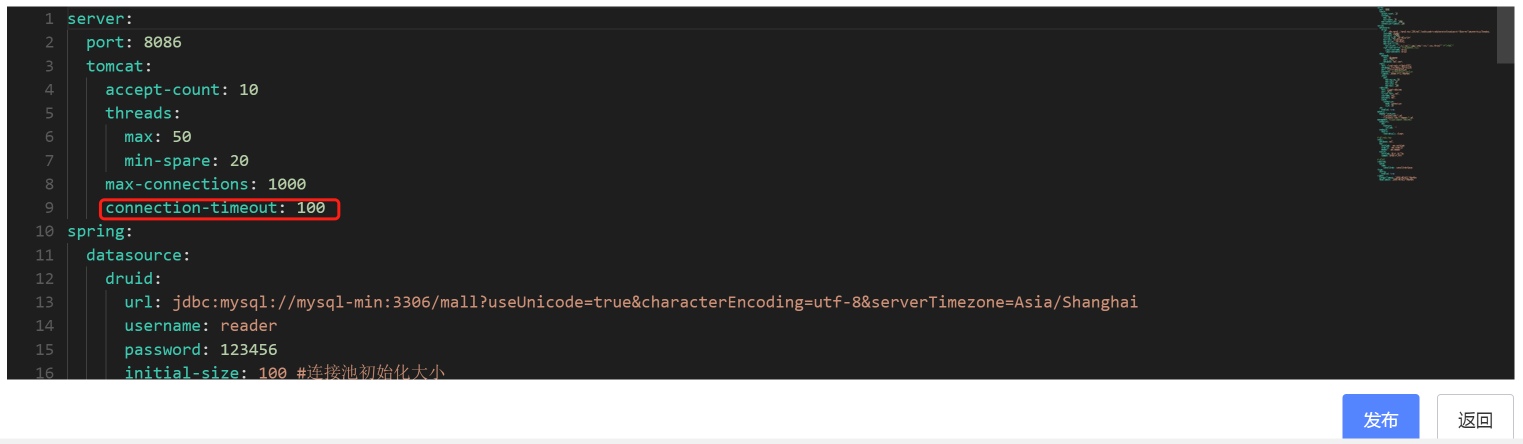 1 server:
2 port: 8086
3 tomcat:
4 accept-count: 10
5 threads:
6 max: 50
7 min-spare: 20
8 max-connections: 1000
9 connection-timeout: 100
10 spring:
11 datasource:
12 druid:
13 url: jdbc:mysql://mysql-min:3306/mall?useUnicode=true&characterEncoding=utf-8&serverTimezone=Asia/Shanghai
14 username: reader
15 password: 123456
16 initial-size: 100 #连接池初始化大小
发布 返回